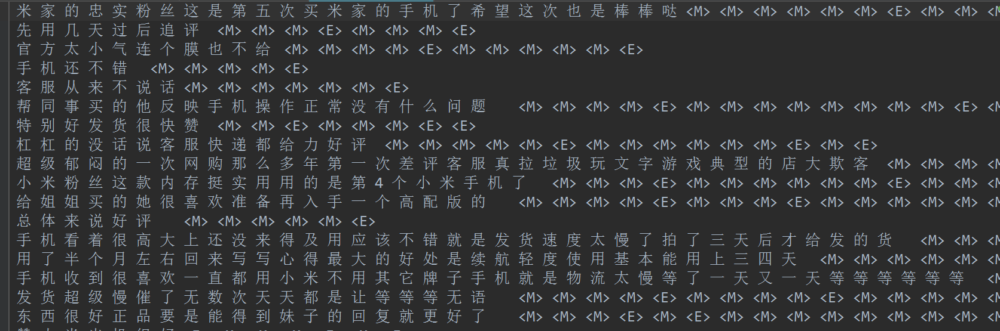 米 家 的 忠 实 粉 丝 这 是 第 五 次 买 米 家 的 手 机 了 希 望 这 次 也 是 棒 棒 哒 <M> <M> <M> <M> <M> <M> <E> <M> <M>
先 用 几 天 过 后 追 评 <M> <M> <M> <E> <M> <M> <M> <E>
官 方 太 小 气 连 个 膜 也 不 给 <M> <M> <M> <M> <E> <M> <M> <M> <M> <M> <E>
手 机 还 不 错 <M> <M> <M> <M> <E>
客 服 从 来 不 说 话 <M> <M> <M> <M> <M> <M> <E>
帮 同 事 买 的 他 反 映 手 机 操 作 正 常 没 有 什 么 问 题 <M> <M> <M> <M> <E> <M> <M> <M> <M> <M> <M> <M> <M> <E>
特 别 好 发 货 很 快 赞 <M> <M> <E> <M> <M> <M> <E> <E>
杠 杠 的 没 话 说 客 服 快 递 都 给 力 好 评 <M> <M> <M> <M> <M> <E> <M> <M> <M> <M> <M> <M> <E> <M> <E>
超 级 郁 闷 的 一 次 网 购 那 么 多 年 第 一 次 差 评 客 服 真 拉 垃 圾 玩 文 字 游 戏 典 型 的 店 大 欺 客 <M> <M> <M>
小 米 粉 丝 这 款 内 存 挺 实 用 用 的 是 第 4 个 小 米 手 机 了 <M> <M> <M> <E> <M> <M> <M> <M> <M> <M> <E> <M> <M>
给 姐 姐 买 的 她 很 喜 欢 准 备 再 入 手 一 个 高 配 版 的 <M> <M> <M> <M> <E> <M> <M> <M> <E> <M> <M> <M> <M> <M>
总 体 来 说 好 评 <M> <M> <M> <M> <M> <E>
手 机 看 着 很 高 大 上 还 没 来 得 及 用 应 该 不 错 就 是 发 货 速 度 太 慢 了 拍 了 三 天 后 才 给 发 的 货 <M> <M>
用 了 半 个 月 左 右 回 来 写 写 心 得 最 大 的 好 处 是 续 航 轻 度 使 用 基 本 能 用 上 三 四 天 <M> <M> <M> <M> <M>
手 机 收 到 很 喜 欢 一 直 都 用 小 米 不 用 其 它 牌 子 手 机 就 是 物 流 太 慢 等 了 一 天 又 一 天 等 等 等 等 等 等
发 货 超 级 慢 催 了 无 数 次 天 天 都 是 让 等 等 等 无 语 <M> <M> <M> <M> <E> <M> <M> <M> <M> <E> <M> <M> <M> <M>
东 西 很 好 正 品 要 是 能 得 到 妹 子 的 回 复 就 更 好 了 <M> <M> <M> <E> <M> <E> <M> <M> <M> <M> <M> <M> <E> <M>